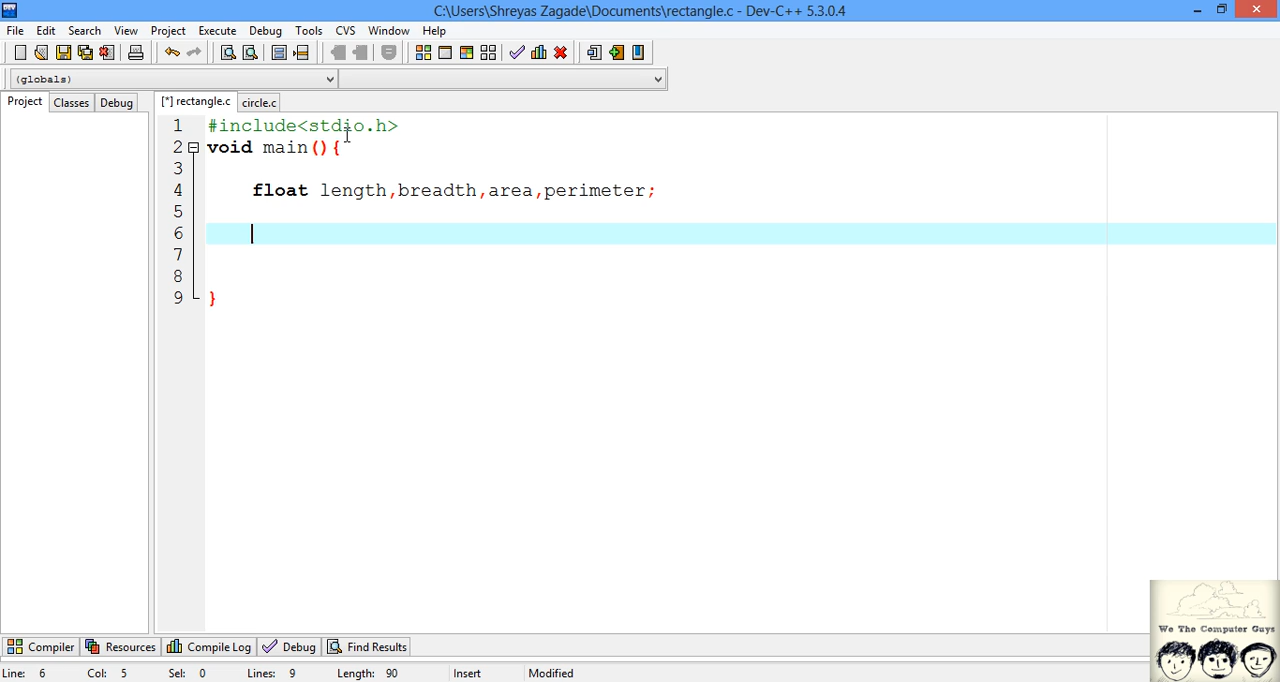 C:\Users\Shreyas Zagade\Documents\rectangle.c - Dev-C++ 5.3.0.4
File Edit Search View Project Execute Debug Tools CVS Window Help
(globals)
Project Classes Debug [*] rectangle.c circle.c
1 #include<stdio.h>
2 void main(){
3
4 float length,breadth,area,perimeter;
5
6
7
8
9 }
We The Computer Guys
Compiler Resources Compile Log Debug Find Results
Line: 6 Col: 5 Sel: 0 Lines: 9 Length: 90 Insert Modified